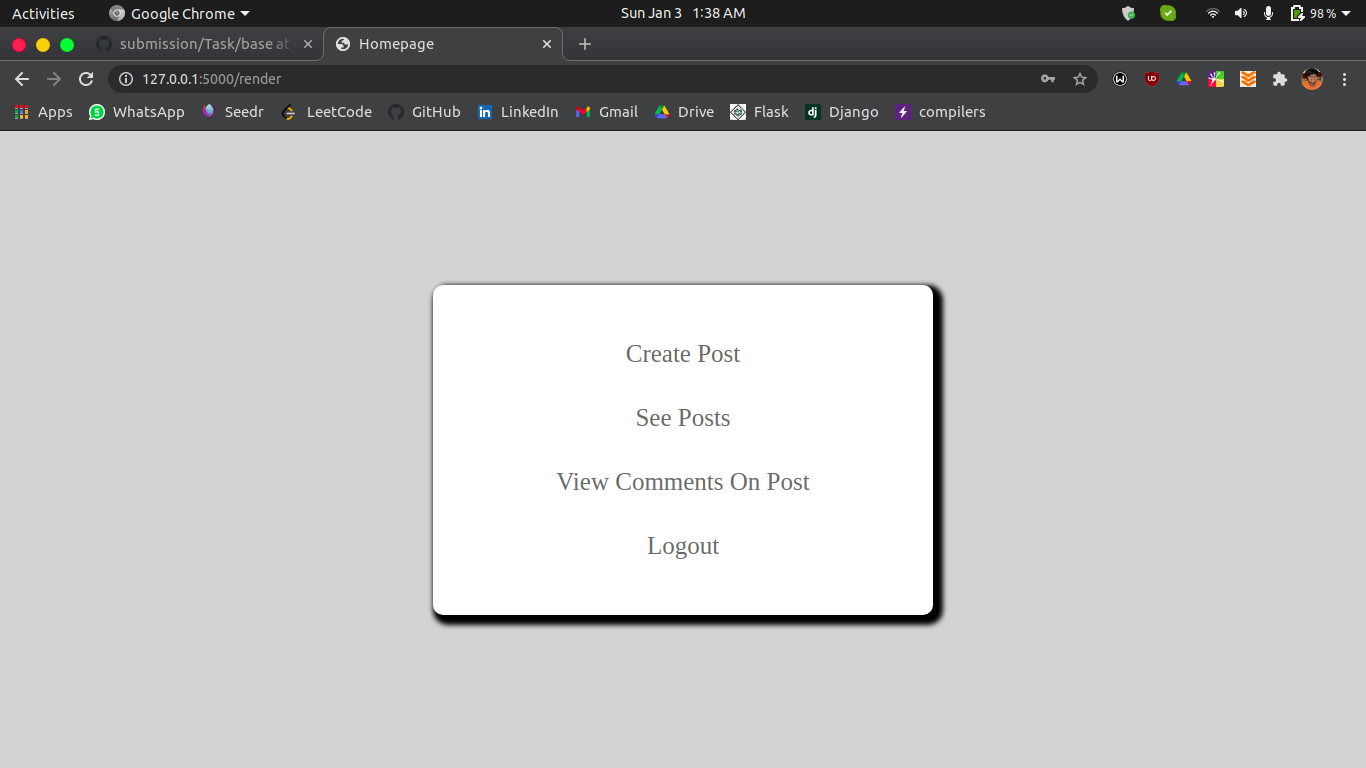 Activities Google Chrome Sun Jan 3 1:38 AM 98 %
submission/Task/base at Homepage
127.0.0.1:5000/render
Apps WhatsApp Seedr LeetCode GitHub LinkedIn Gmail Drive Flask Django compilers
Create Post
See Posts
View Comments On Post
Logout